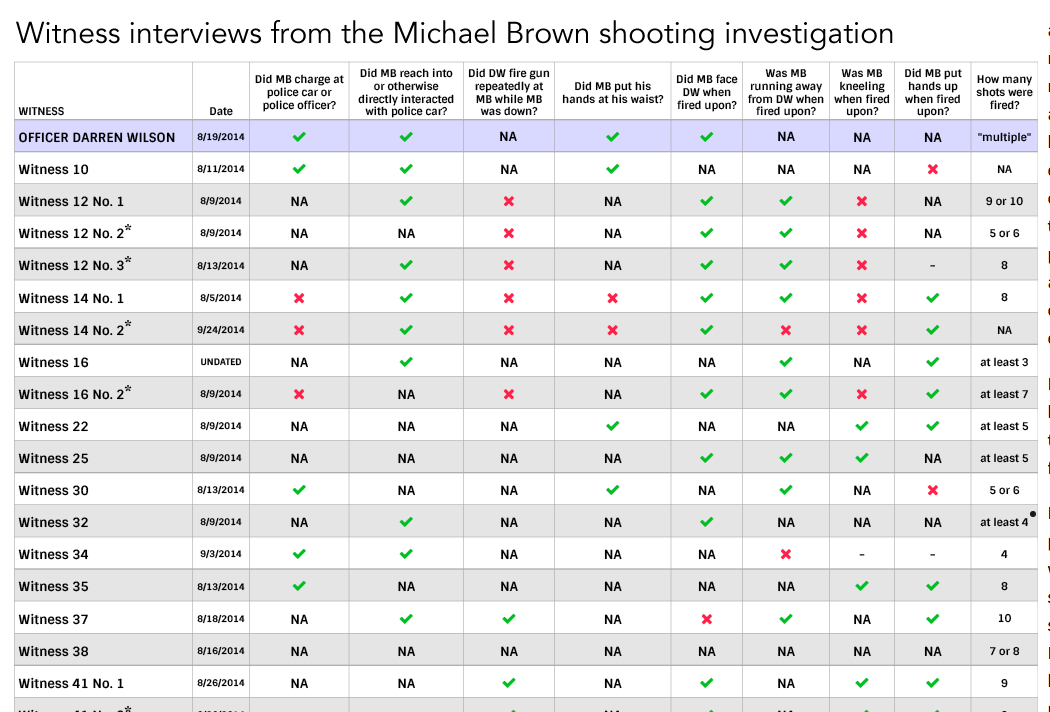 Witness interviews from the Michael Brown shooting investigation
WITNESS Date Did MB charge at police car or police officer? Did MB reach into or otherwise directly interacted with police car? Did DW fire gun repeatedly at MB while MB was down? Did MB put his hands at his waist? Did MB face DW when fired upon? Was MB running away from DW when fired upon? Was MB kneeling when fired upon? Did MB put hands up when fired upon? How many shots were fired?
OFFICER DARREN WILSON 8/19/2014 ✔ ✔ NA ✔ ✔ NA NA NA "multiple"
Witness 10 8/11/2014 ✔ ✔ NA ✔ NA NA NA ✖ NA
Witness 12 No. 1 8/9/2014 NA ✔ ✖ NA ✔ ✔ ✖ NA 9 or 10
Witness 12 No. 2* 8/9/2014 NA NA ✖ NA ✔ ✔ ✖ NA 5 or 6
Witness 12 No. 3* 8/13/2014 NA ✔ ✖ NA ✔ ✔ ✖ – 8
Witness 14 No. 1 8/5/2014 ✖ ✔ ✖ ✖ ✔ ✔ ✖ ✔ 8
Witness 14 No. 2* 9/24/2014 ✖ ✔ ✖ ✖ ✔ ✖ ✖ ✔ NA
Witness 16 UNDATED NA ✔ NA NA NA ✔ NA ✔ at least 3
Witness 16 No. 2* 8/9/2014 ✖ NA ✖ NA ✔ ✔ ✖ ✔ at least 7
Witness 22 8/9/2014 NA NA NA ✔ NA NA ✔ ✔ at least 5
Witness 25 8/9/2014 NA NA NA NA ✔ ✔ ✔ NA at least 5
Witness 30 8/13/2014 ✔ NA NA ✔ NA ✔ NA ✖ 5 or 6
Witness 32 8/9/2014 NA ✔ NA NA ✔ NA NA NA at least 4•
Witness 34 9/3/2014 ✔ ✔ NA NA NA ✖ – – 4
Witness 35 8/13/2014 ✔ NA NA NA NA NA ✔ ✔ 8
Witness 37 8/18/2014 NA ✔ ✔ NA ✖ ✔ NA ✔ 10
Witness 38 8/16/2014 NA NA NA NA NA NA NA NA 7 or 8
Witness 41 No. 1 8/26/2014 NA NA ✔ NA ✔ NA ✔ ✔ 9